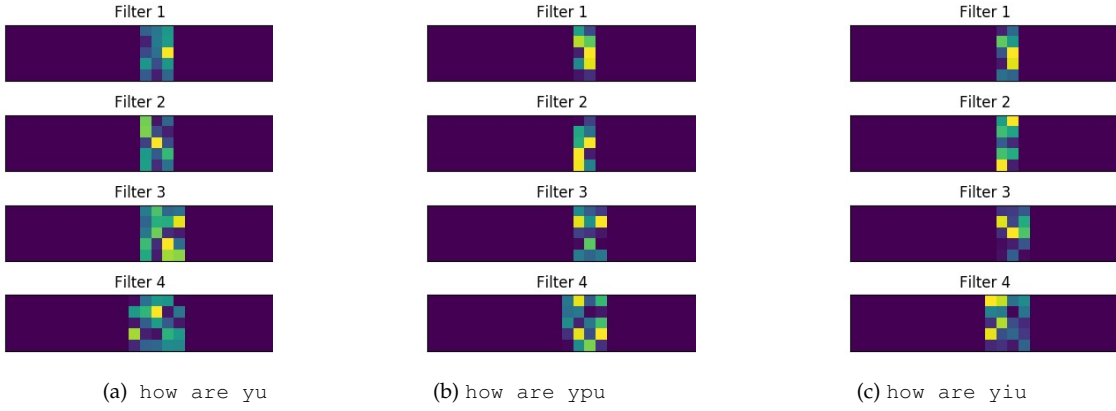 Filter 1 Filter 1 Filter 1
Filter 2 Filter 2 Filter 2
Filter 3 Filter 3 Filter 3
Filter 4 Filter 4 Filter 4
(a) how are yu (b) how are ypu (c) how are yiu